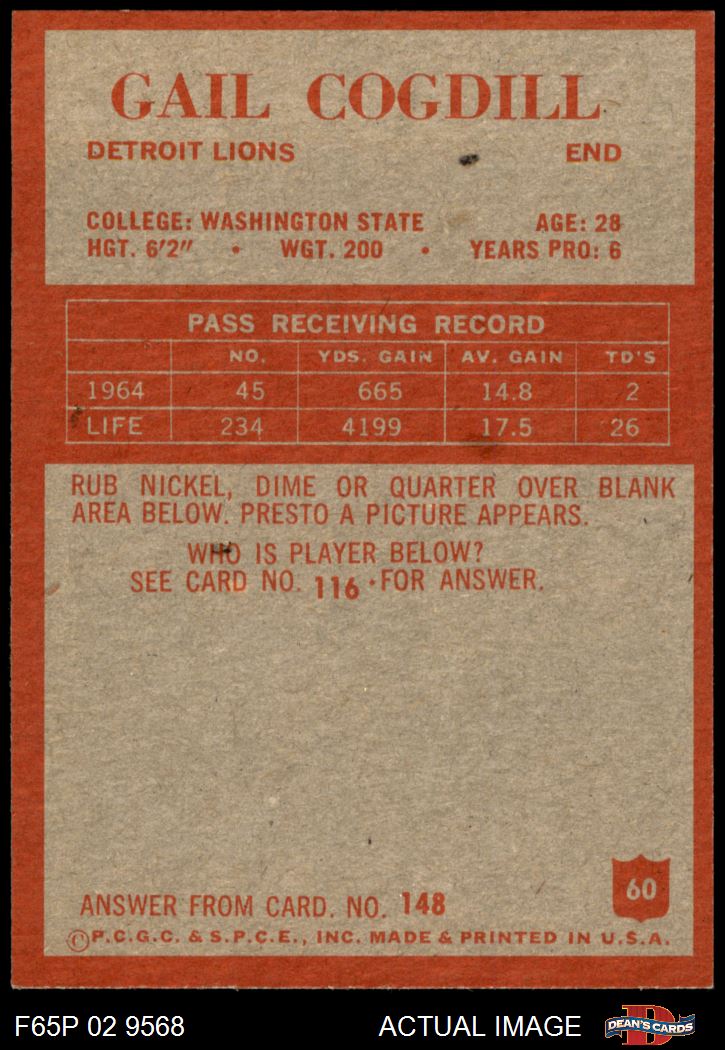 GAIL COGDILL
DETROIT LIONS END
COLLEGE: WASHINGTON STATE AGE: 28
HGT. 6'2" • WGT. 200 • YEARS PRO: 6
PASS RECEIVING RECORD
NO. YDS. GAIN AV. GAIN TD'S
1964 45 665 14.8 2
LIFE 234 4199 17.5 26
RUB NICKEL, DIME OR QUARTER OVER BLANK
AREA BELOW. PRESTO A PICTURE APPEARS.
WHO IS PLAYER BELOW?
SEE CARD NO. 116 • FOR ANSWER.
60
ANSWER FROM CARD. NO. 148
©P.C.G.C. & S.P.C.E., INC. MADE & PRINTED IN U.S.A.
F65P 02 9568 ACTUAL IMAGE D DEAN'S CARDS